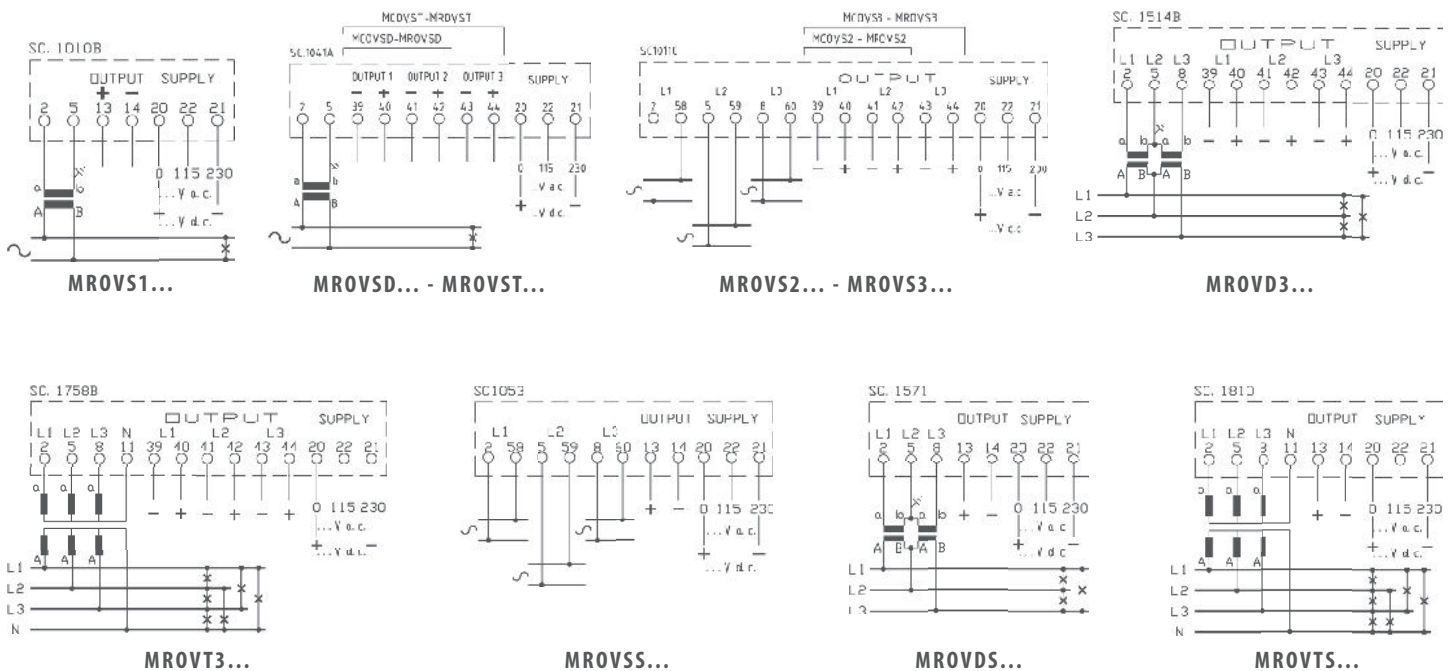 SC. 1010B
OUTPUT SUPPLY
+ −
2 5 13 14 20 22 21
0 115 230
a b
...V a.c.
A B
+ −
...V d.c.
MROVS1...
MCOVST-MROVST
MCOVSD-MROVSD
SC.1041A
OUTPUT 1 OUTPUT 2 OUTPUT 3 SUPPLY
− + − + − +
2 5 39 40 41 42 43 44 20 22 21
0 115 230
a b
...V a.c.
A B
+ −
...V d.c.
MROVSD... - MROVST...
MCOVS3 - MROVS3
MCOVS2 - MROVS2
SC1011C
OUTPUT SUPPLY
L1 L2 L3 L1 L2 L3
2 58 5 59 8 60 39 40 41 42 43 44 20 22 21
− + − + − + 0 115 230
...V a.c.
+ −
...V d.c.
MROVS2... - MROVS3...
SC. 1514B
OUTPUT SUPPLY
L1 L2 L3 L1 L2 L3
2 5 8 39 40 41 42 43 44 20 22 21
0 115 230
a b a b − + − + − +
...V a.c.
A B A B + −
...V d.c.
L1
L2
L3
MROVD3...
SC. 1758B
OUTPUT SUPPLY
L1 L2 L3 N L1 L2 L3
2 5 8 11 39 40 41 42 43 44 20 22 21
a a a
− + − + − + 0 115 230
...V a.c.
+ −
...V d.c.
A A A
L1
L2
L3
N
MROVT3...
SC1053
OUTPUT SUPPLY
L1 L2 L3
2 58 5 59 8 60 13 14 20 22 21
+ − 0 115 230
...V a.c.
+ −
...V d.c.
MROVSS...
SC. 1571
OUTPUT SUPPLY
L1 L2 L3
2 5 8 13 14 20 22 21
a b a b + − 0 115 230
...V a.c.
A B A B + −
...V d.c.
L1
L2
L3
MROVDS...
SC. 1810
OUTPUT SUPPLY
L1 L2 L3 N
2 5 8 11 13 14 20 22 21
a a a
+ − 0 115 230
...V a.c.
+ −
...V d.c.
A A A
L1
L2
L3
N
MROVTS...